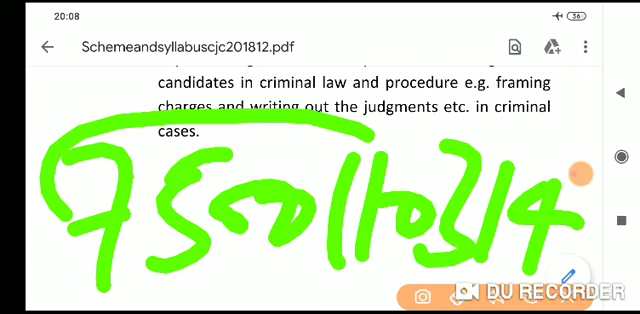 20:08
36
Schemeandsyllabuscjc201812.pdf
candidates in criminal law and procedure e.g. framing
charges and writing out the judgments etc. in criminal
cases.
DU RECORDER